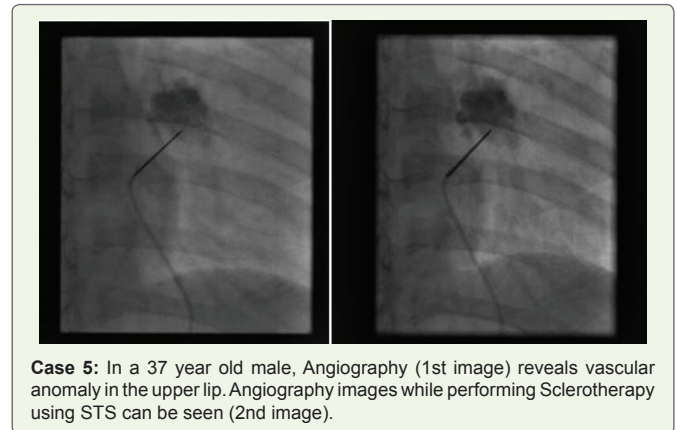 Case 5: In a 37 year old male, Angiography (1st image) reveals vascular
anomaly in the upper lip. Angiography images while performing Sclerotherapy
using STS can be seen (2nd image).